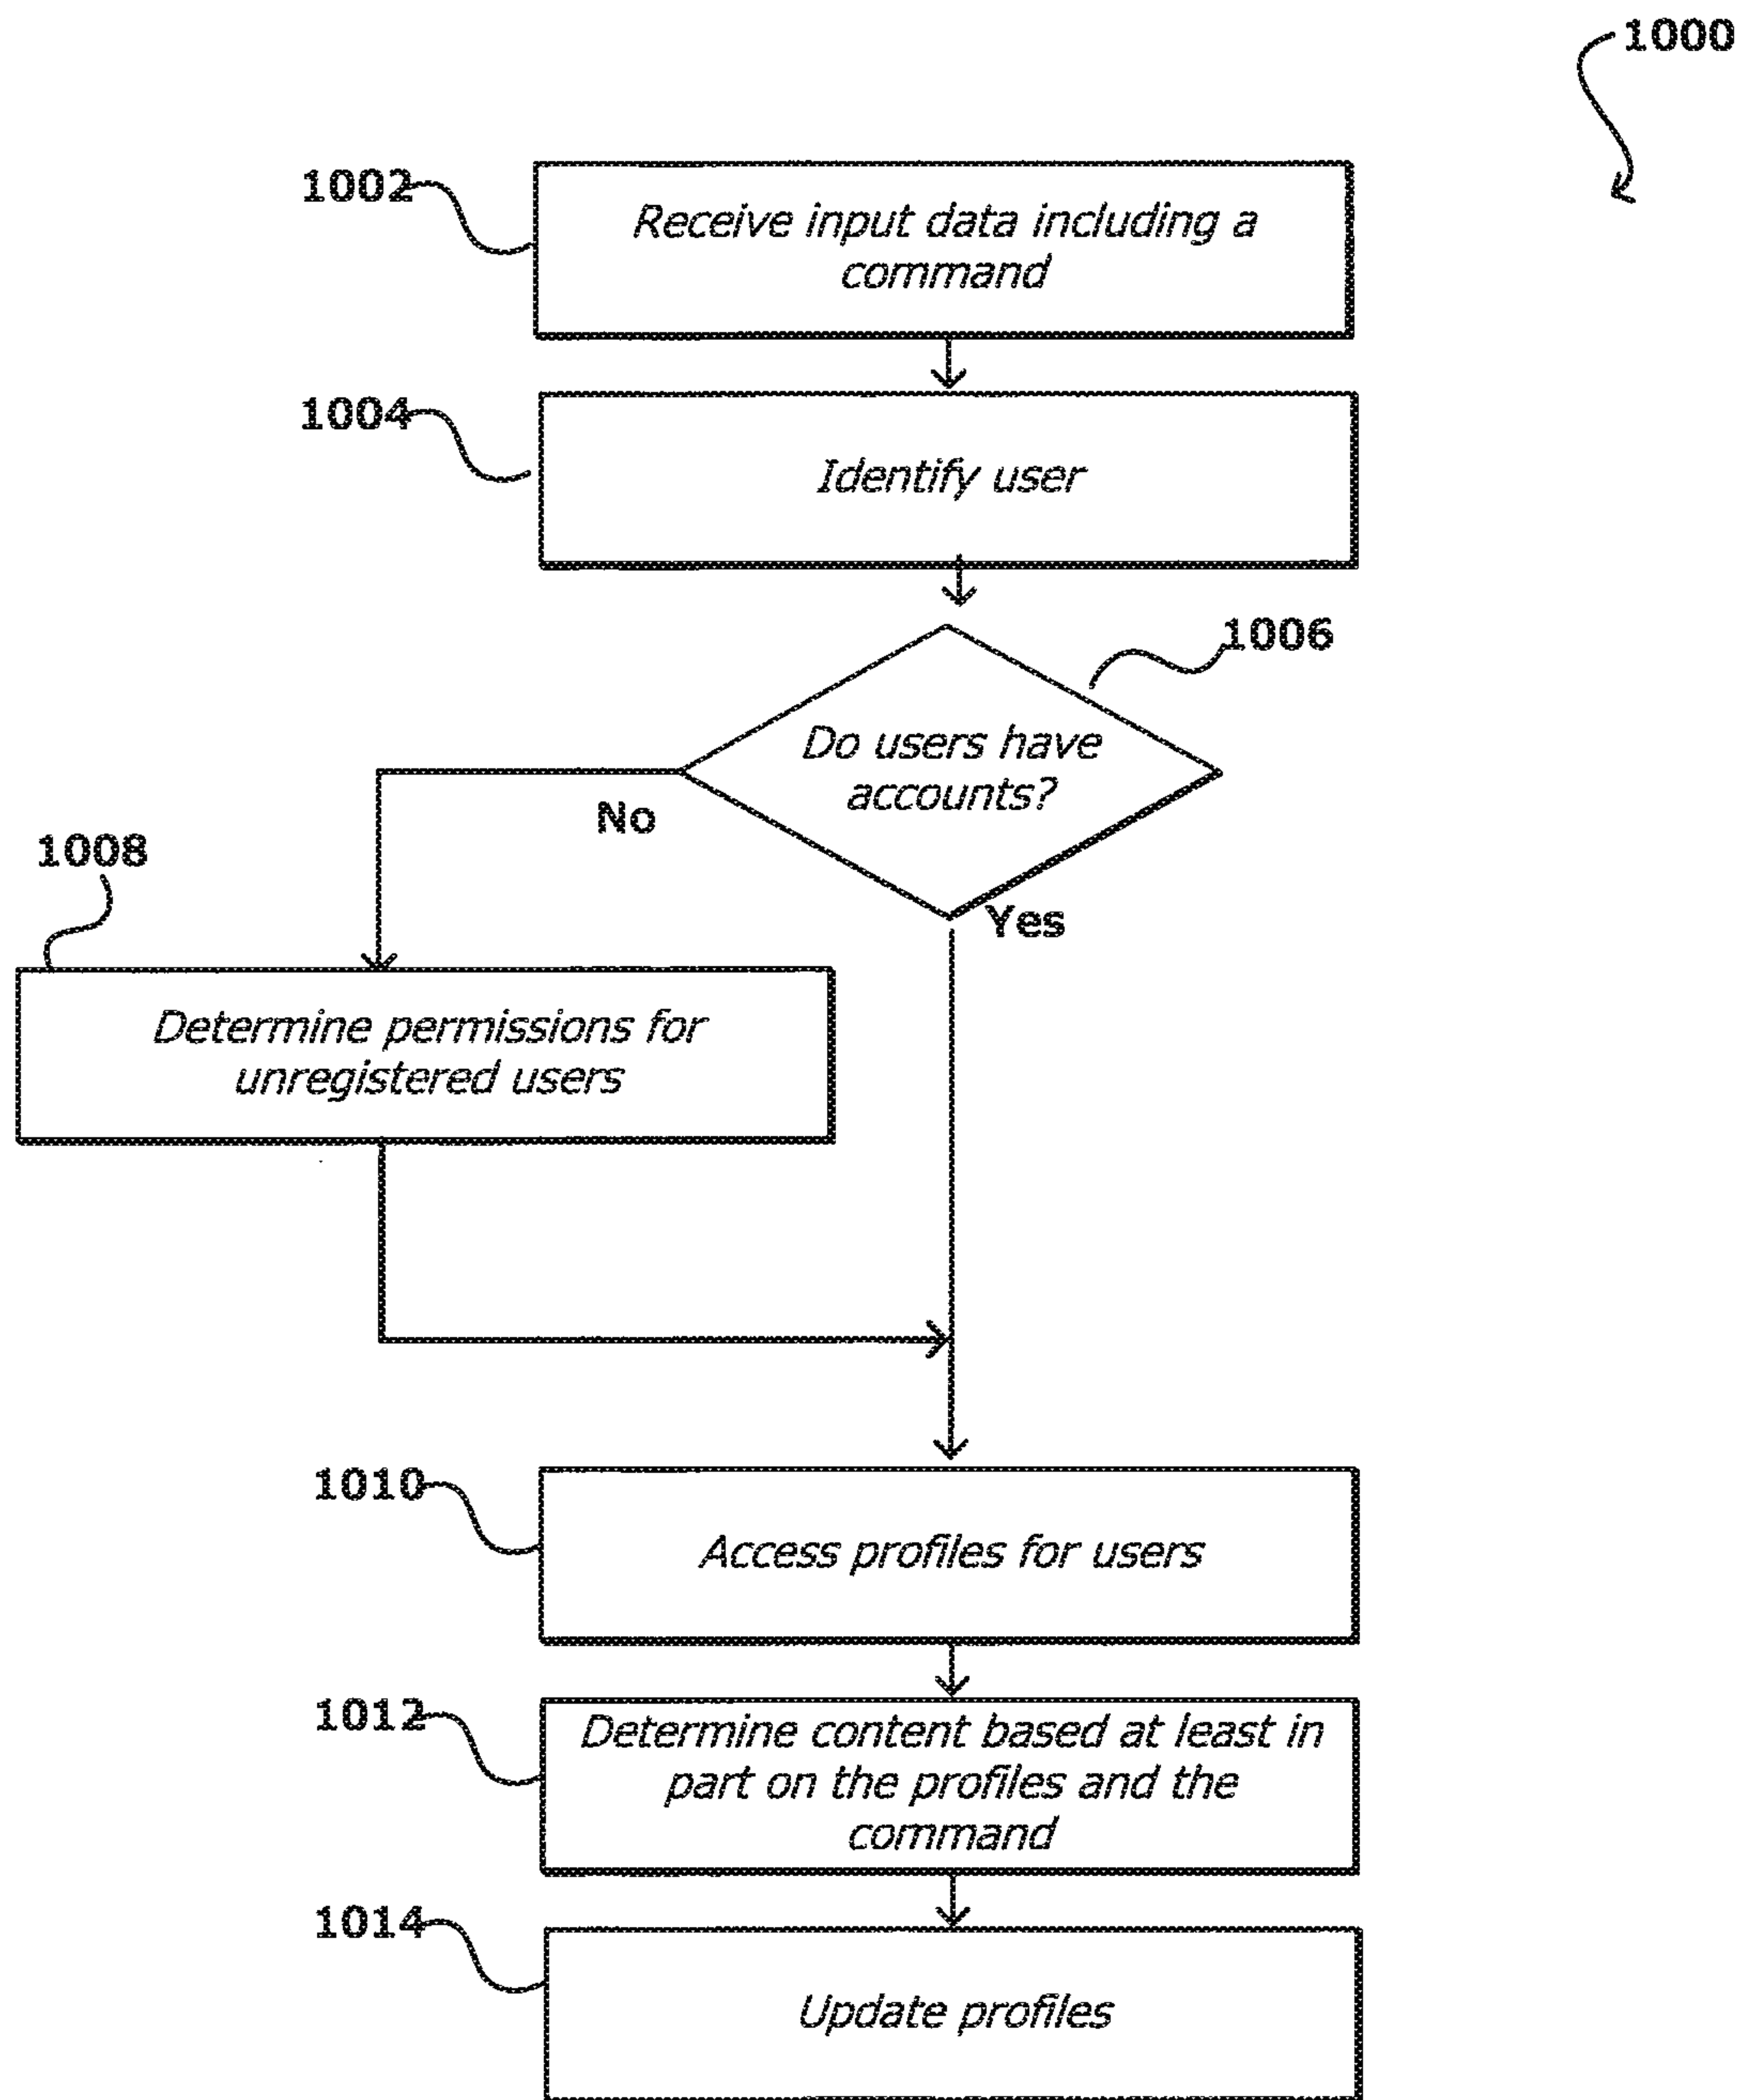 1000
1002
Receive input data including a
command
1004
Identify user
1006
Do users have
accounts?
No
Yes
1008
Determine permissions for
unregistered users
1010
Access profiles for users
1012
Determine content based at least in
part on the profiles and the
command
1014
Update profiles